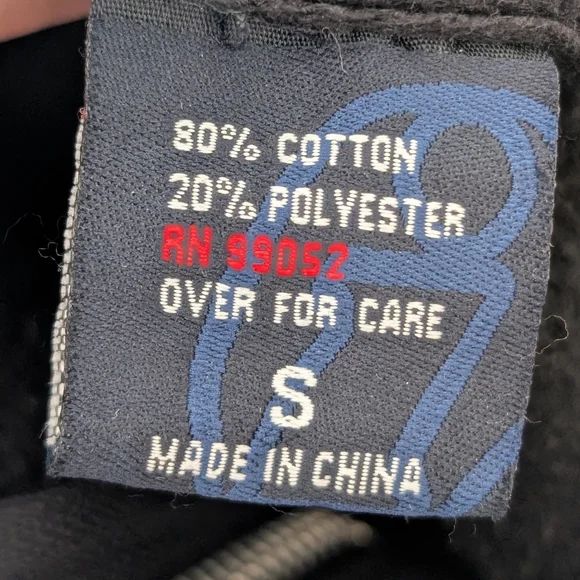 80% COTTON
20% POLYESTER
RN 99052
OVER FOR CARE
S
MADE IN CHINA